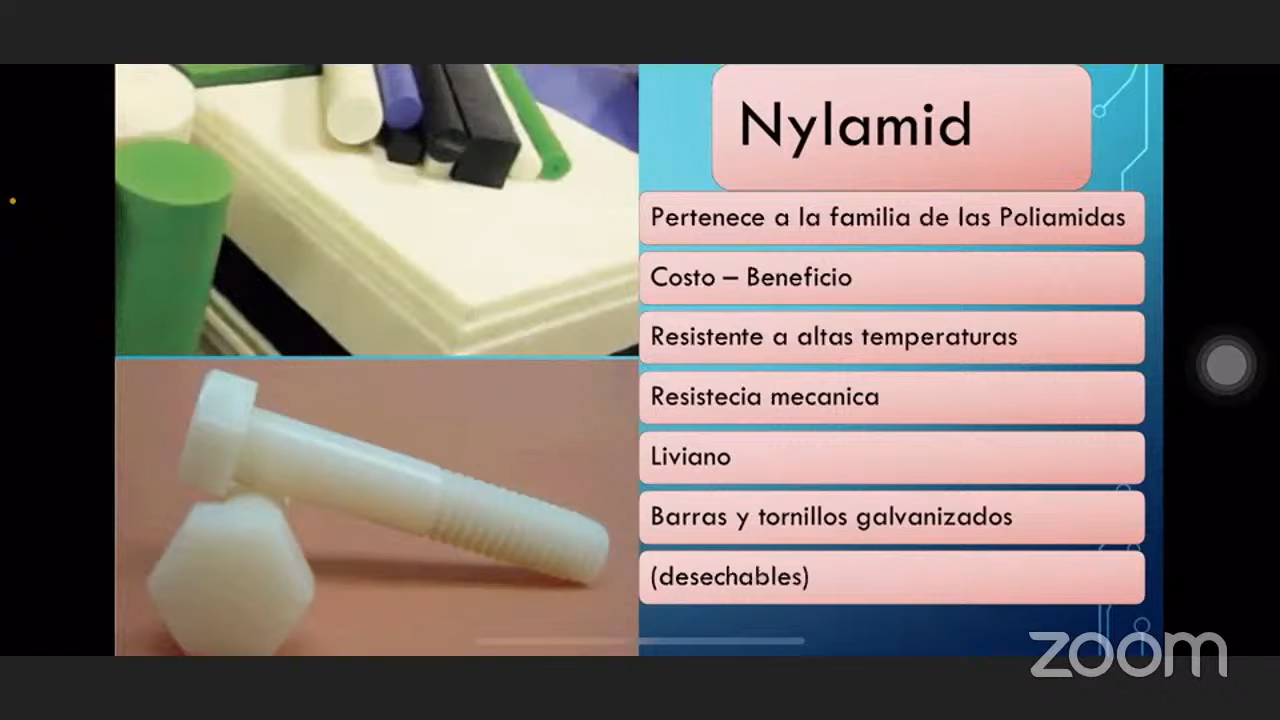 Nylamid
Pertenece a la familia de las Poliamidas
Costo – Beneficio
Resistente a altas temperaturas
Resistecia mecanica
Liviano
Barras y tornillos galvanizados
(desechables)
zoom